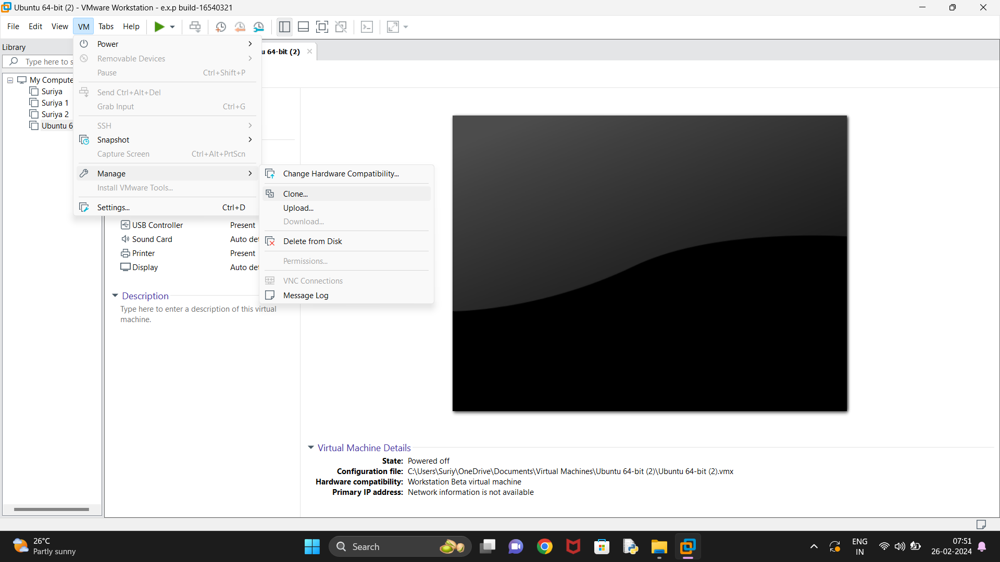 Ubuntu 64-bit (2) - VMware Workstation - e.x.p build-16540321
File Edit View VM Tabs Help
Library
Type here to s
My Compute
Suriya
Suriya 1
Suriya 2
Ubuntu 6
u 64-bit (2)
Power
Removable Devices
Pause Ctrl+Shift+P
Send Ctrl+Alt+Del
Grab Input Ctrl+G
SSH
Snapshot
Capture Screen Ctrl+Alt+PrtScn
Manage
Install VMware Tools...
Settings... Ctrl+D
Change Hardware Compatibility...
Clone...
Upload...
Download...
Delete from Disk
Permissions...
VNC Connections
Message Log
USB Controller Present
Sound Card Auto det
Printer Present
Display Auto det
Description
Type here to enter a description of this virtual
machine.
Virtual Machine Details
State: Powered off
Configuration file: C:\Users\Suriy\OneDrive\Documents\Virtual Machines\Ubuntu 64-bit (2)\Ubuntu 64-bit (2).vmx
Hardware compatibility: Workstation Beta virtual machine
Primary IP address: Network information is not available
26°C
Partly sunny
Search
ENG
IN
07:51
26-02-2024